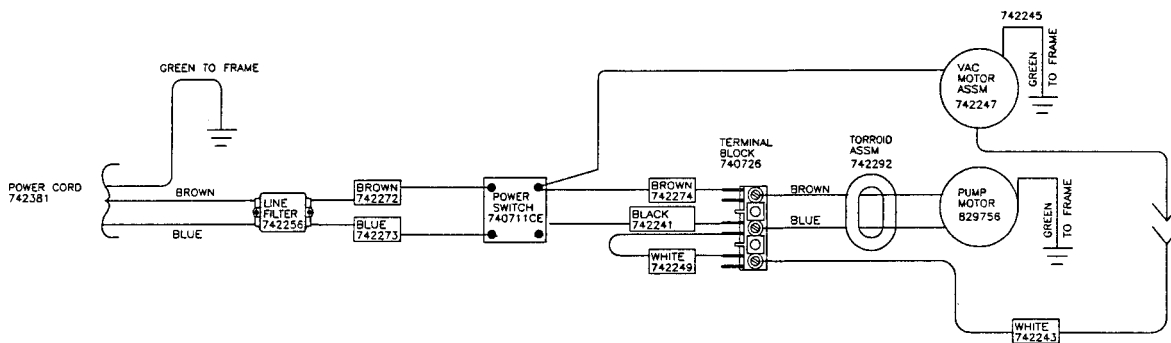 742245
GREEN TO FRAME
VAC
MOTOR
ASSM
742247
GREEN
TO FRAME
TERMINAL
BLOCK
740726
TORROID
ASSM
742292
POWER CORD
742381
BROWN
BLUE
LINE
FILTER
742256
BROWN
742272
BLUE
742273
POWER
SWITCH
740711CE
BROWN
742274
BLACK
742241
WHITE
742249
BROWN
BLUE
PUMP
MOTOR
829756
GREEN
TO FRAME
WHITE
742243